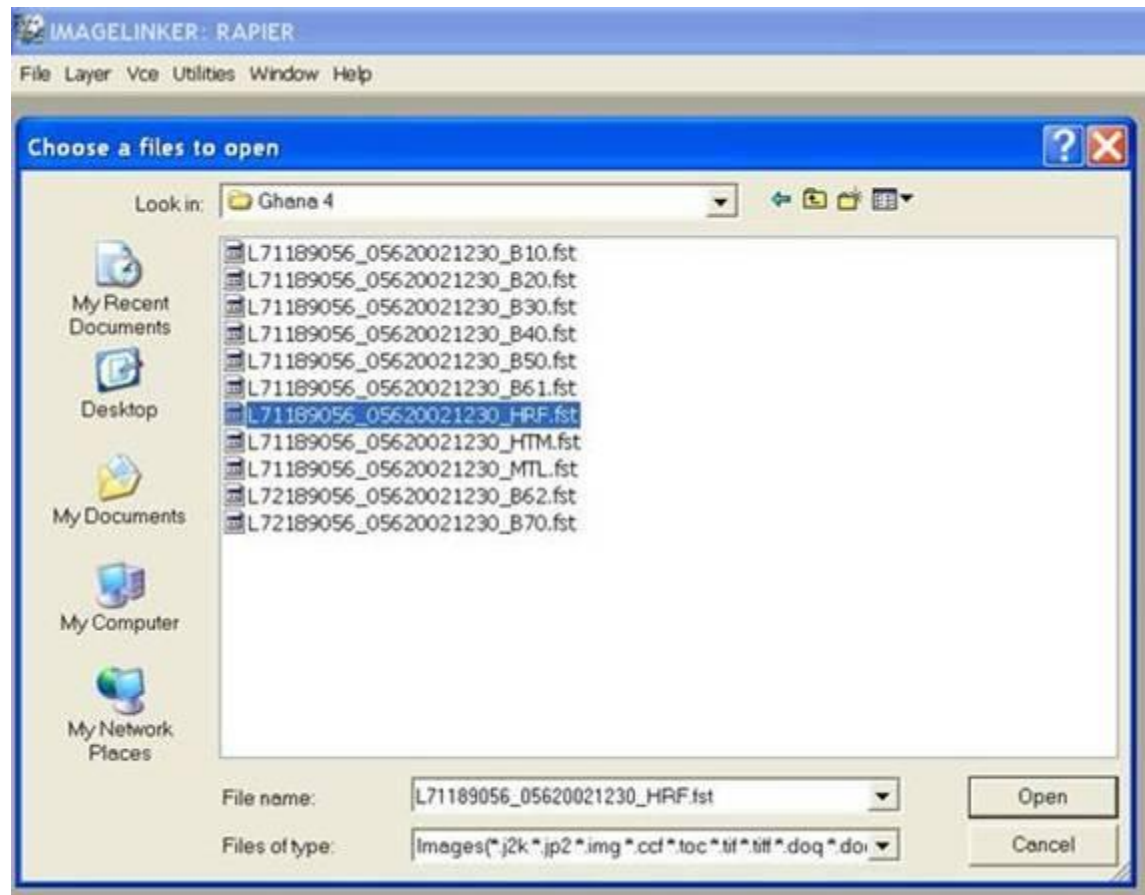 IMAGELINKER: RAPIER
File Layer Vce Utilities Window Help
Choose a files to open
Look in: Ghana 4
L71189056_05620021230_B10.fst
L71189056_05620021230_B20.fst
L71189056_05620021230_B30.fst
L71189056_05620021230_B40.fst
L71189056_05620021230_B50.fst
L71189056_05620021230_B61.fst
L71189056_05620021230_HRF.fst
L71189056_05620021230_HTM.fst
L71189056_05620021230_MTL.fst
L72189056_05620021230_B62.fst
L72189056_05620021230_B70.fst
My Recent
Documents
Desktop
My Documents
My Computer
My Network
Places
File name: L71189056_05620021230_HRF.fst Open
Files of type: Images(*.j2k *.jp2 *.img *.ccf *.toc *.tif *.tiff *.doq *.do Cancel